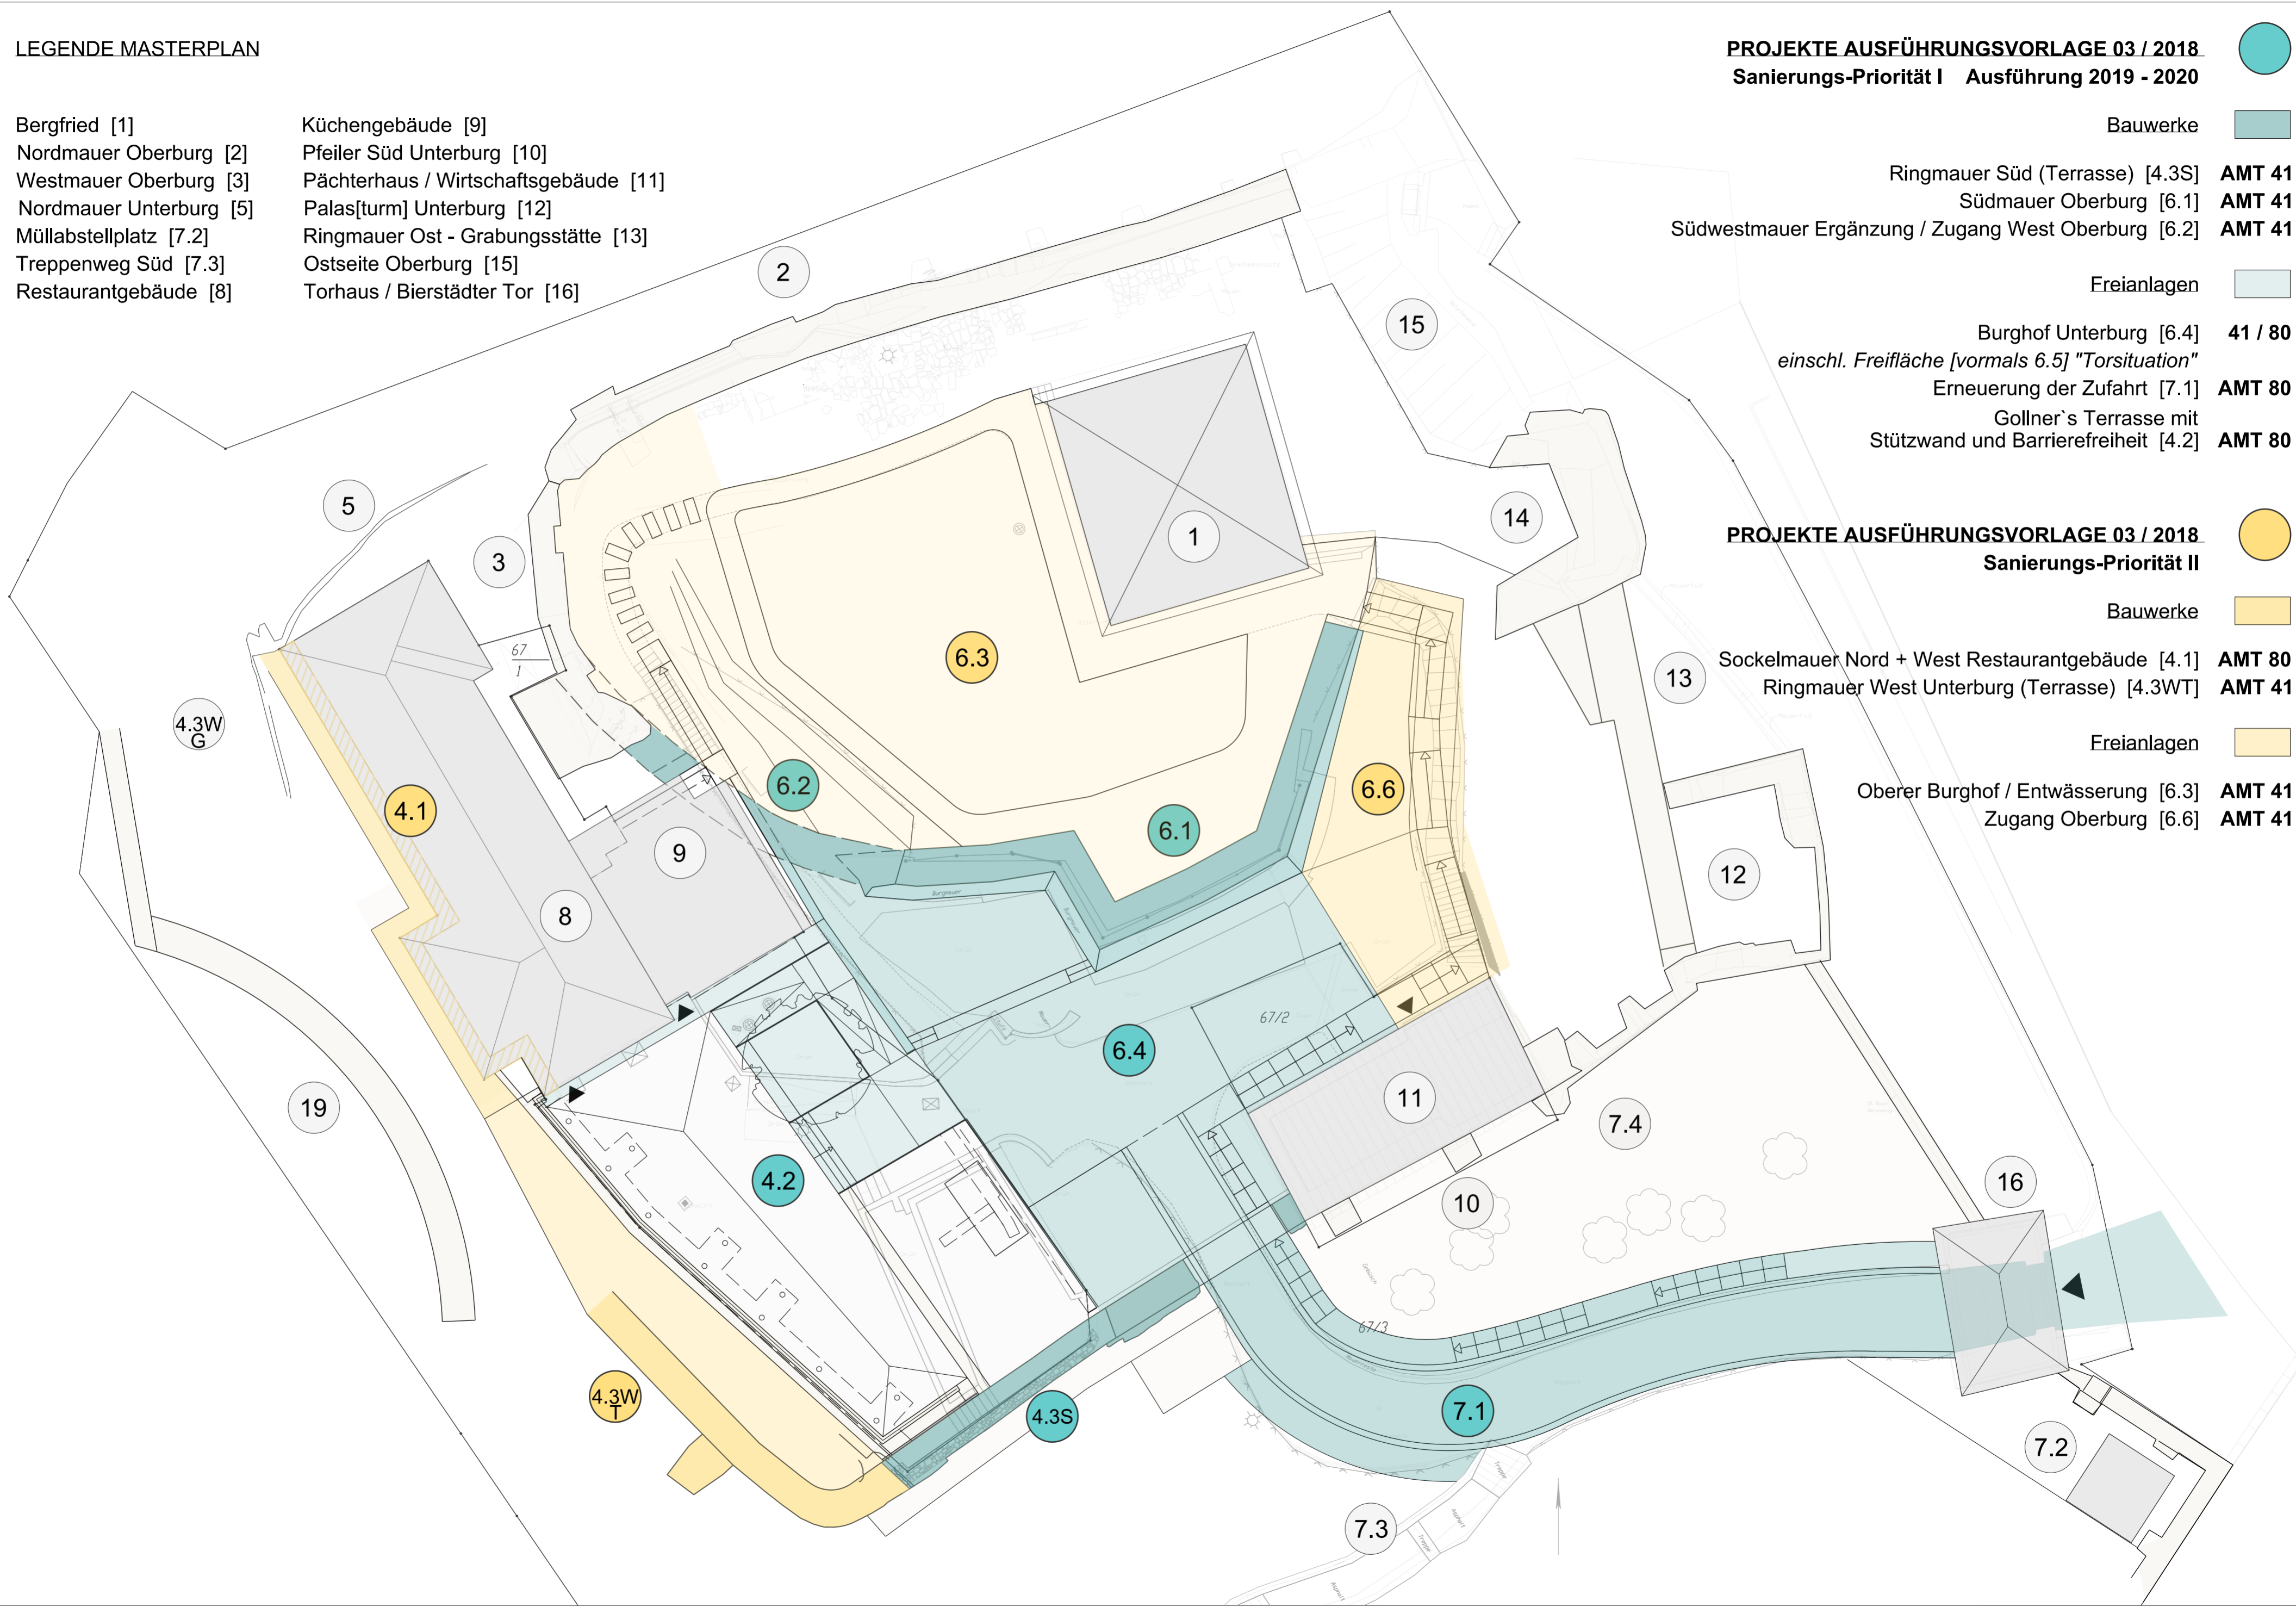 LEGENDE MASTERPLAN
Bergfried [1]
Nordmauer Oberburg [2]
Westmauer Oberburg [3]
Nordmauer Unterburg [5]
Müllabstellplatz [7.2]
Treppenweg Süd [7.3]
Restaurantgebäude [8]
Küchengebäude [9]
Pfeiler Süd Unterburg [10]
Pächterhaus / Wirtschaftsgebäude [11]
Palas[turm] Unterburg [12]
Ringmauer Ost - Grabungsstätte [13]
Ostseite Oberburg [15]
Torhaus / Bierstädter Tor [16]
PROJEKTE AUSFÜHRUNGSVORLAGE 03 / 2018
Sanierungs-Priorität I Ausführung 2019 - 2020
Bauwerke
Ringmauer Süd (Terrasse) [4.3S] AMT 41
Südmauer Oberburg [6.1] AMT 41
Südwestmauer Ergänzung / Zugang West Oberburg [6.2] AMT 41
Freianlagen
Burghof Unterburg [6.4] 41 / 80
einschl. Freifläche [vormals 6.5] "Torsituation"
Erneuerung der Zufahrt [7.1] AMT 80
Gollner`s Terrasse mit
Stützwand und Barrierefreiheit [4.2] AMT 80
PROJEKTE AUSFÜHRUNGSVORLAGE 03 / 2018
Sanierungs-Priorität II
Bauwerke
Sockelmauer Nord + West Restaurantgebäude [4.1] AMT 80
Ringmauer West Unterburg (Terrasse) [4.3WT] AMT 41
Freianlagen
Oberer Burghof / Entwässerung [6.3] AMT 41
Zugang Oberburg [6.6] AMT 41
2
15
5
14
1
3
67
1
6.3
13
4.3W
G
6.2
6.6
4.1
6.1
9
12
8
Burgmauer
Burgmauer
67/2
6.4
11
19
7.4
4.2
16
10
Gebüsch
67/3
4.3W
T
4.3S
7.1
7.2
Treppe
7.3
Asphalt
Treppe
Asphalt